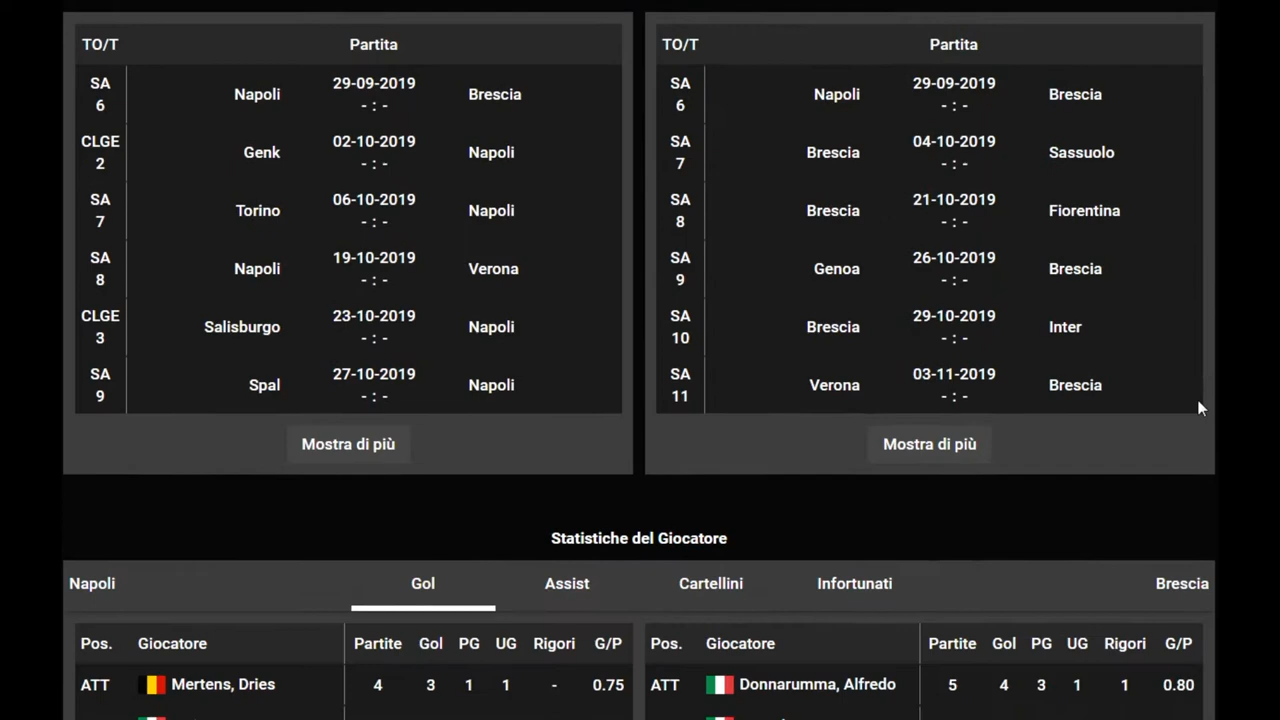 TO/T Partita
SA 6 Napoli 29-09-2019 - : - Brescia
CLGE 2 Genk 02-10-2019 - : - Napoli
SA 7 Torino 06-10-2019 - : - Napoli
SA 8 Napoli 19-10-2019 - : - Verona
CLGE 3 Salisburgo 23-10-2019 - : - Napoli
SA 9 Spal 27-10-2019 - : - Napoli
Mostra di più
TO/T Partita
SA 6 Napoli 29-09-2019 - : - Brescia
SA 7 Brescia 04-10-2019 - : - Sassuolo
SA 8 Brescia 21-10-2019 - : - Fiorentina
SA 9 Genoa 26-10-2019 - : - Brescia
SA 10 Brescia 29-10-2019 - : - Inter
SA 11 Verona 03-11-2019 - : - Brescia
Mostra di più
Statistiche del Giocatore
Napoli Gol Assist Cartellini Infortunati Brescia
Pos. Giocatore Partite Gol PG UG Rigori G/P
ATT Mertens, Dries 4 3 1 1 - 0.75
Pos. Giocatore Partite Gol PG UG Rigori G/P
ATT Donnarumma, Alfredo 5 4 3 1 1 0.80